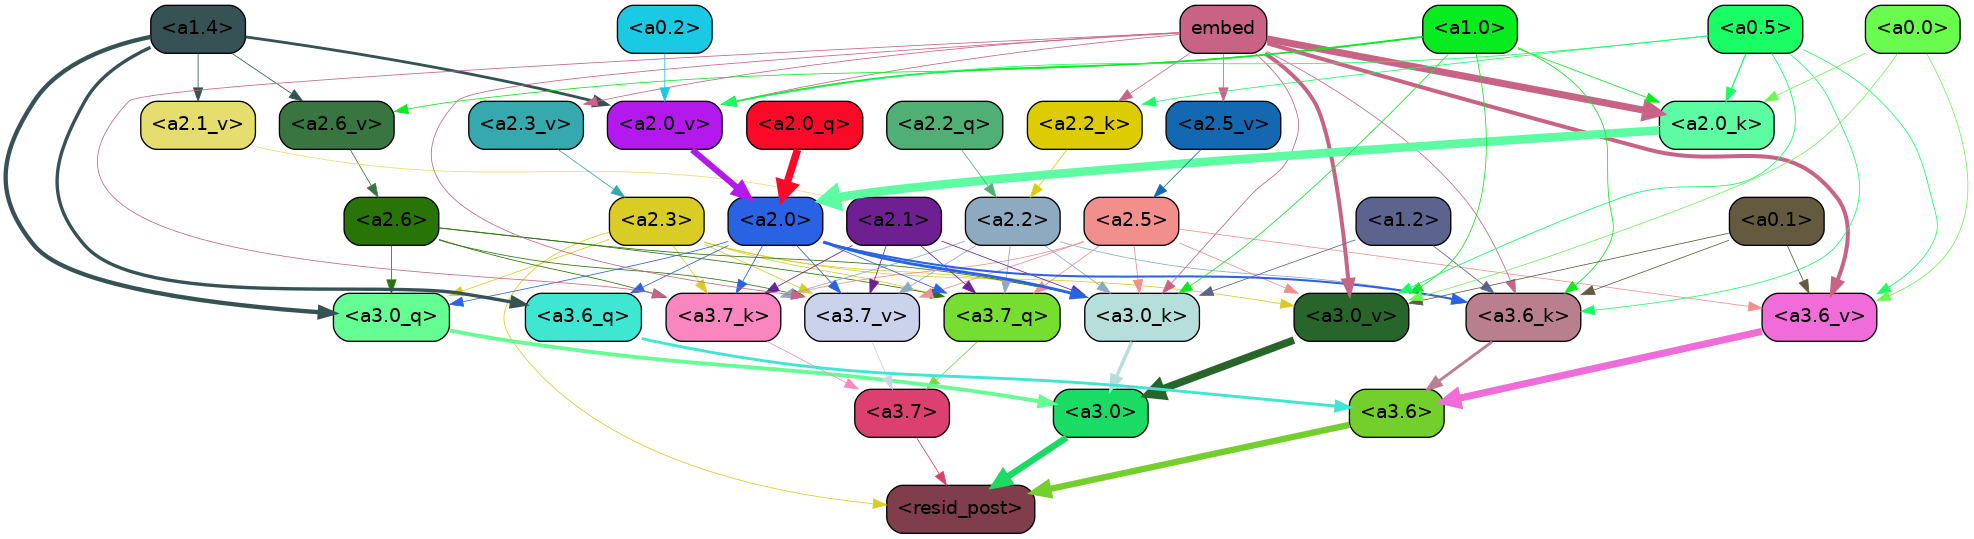 <a1.4> <a0.2> embed <a1.0> <a0.5> <a0.0>
<a2.1_v> <a2.6_v> <a2.3_v> <a2.0_v> <a2.0_q> <a2.2_q> <a2.2_k> <a2.5_v> <a2.0_k>
<a2.6> <a2.3> <a2.0> <a2.1> <a2.2> <a2.5> <a1.2> <a0.1>
<a3.0_q> <a3.6_q> <a3.7_k> <a3.7_v> <a3.7_q> <a3.0_k> <a3.0_v> <a3.6_k> <a3.6_v>
<a3.7> <a3.0> <a3.6>
<resid_post>